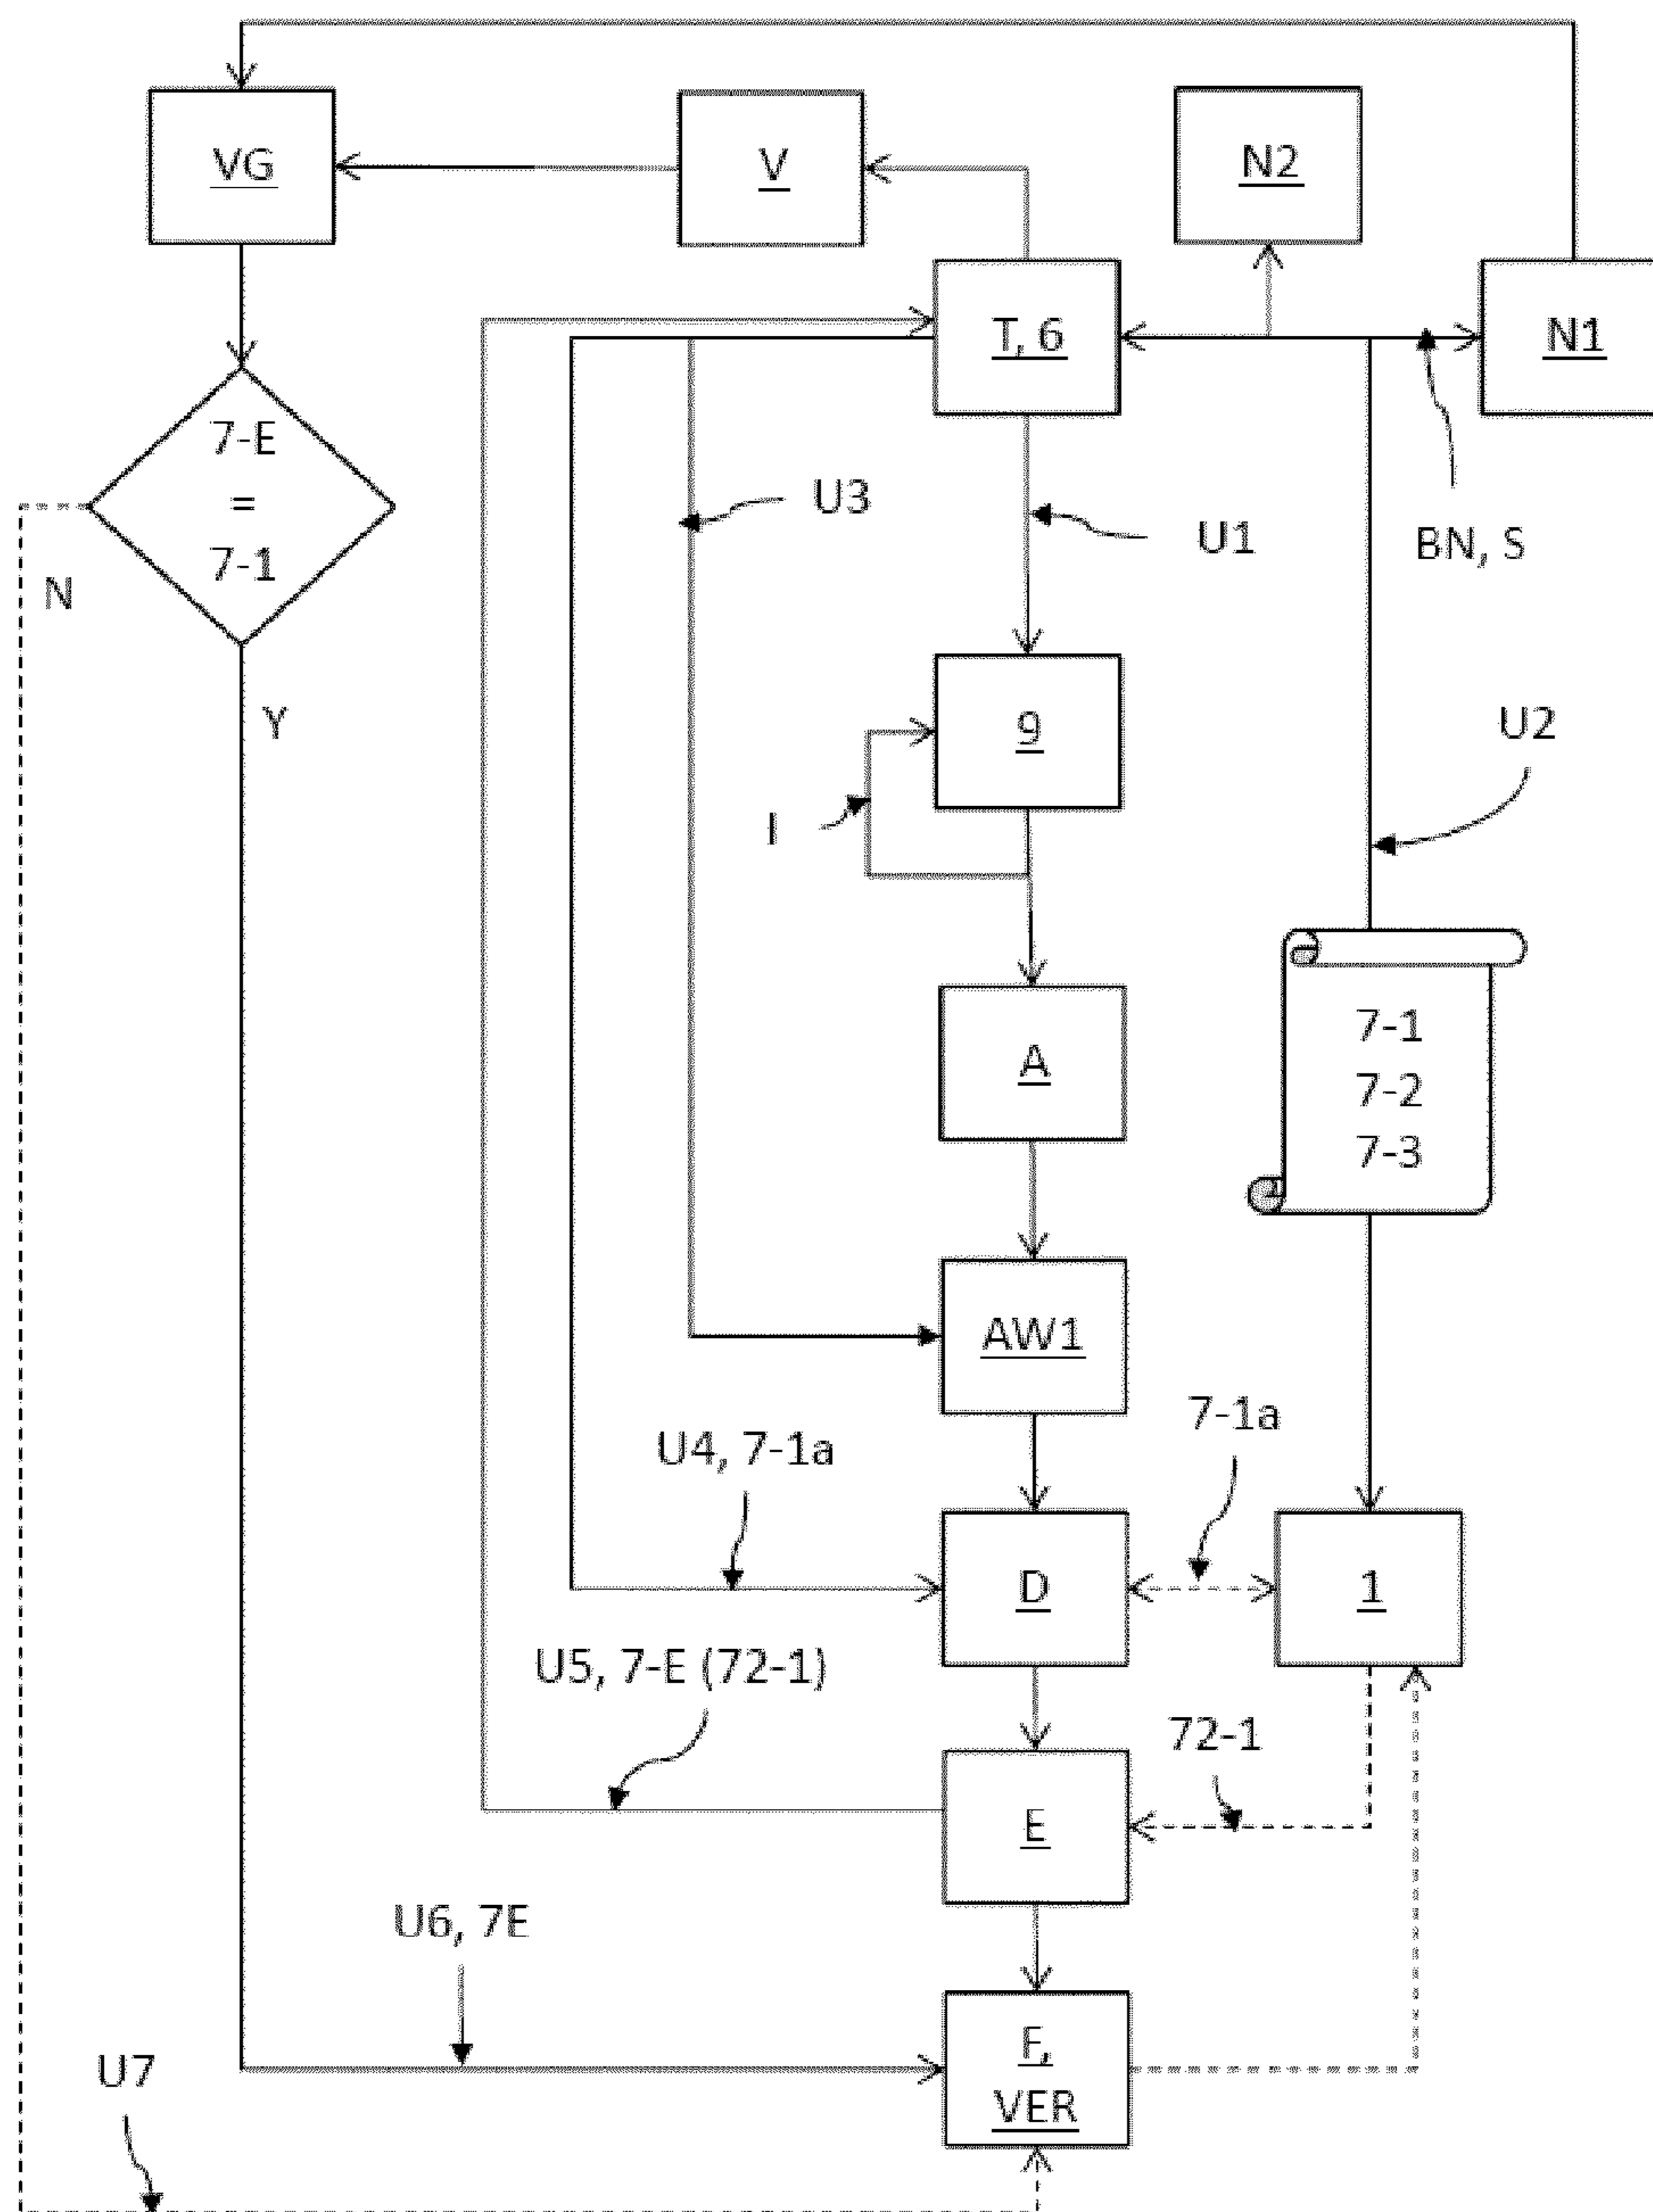 VG
V
N2
T, 6
N1
7-E
=
7-1
U3
U1
BN, S
N
Y
9
U2
I
7-1
7-2
7-3
A
AW1
7-1a
U4, 7-1a
D
1
U5, 7-E (72-1)
72-1
E
U6, 7E
F,
VER
U7